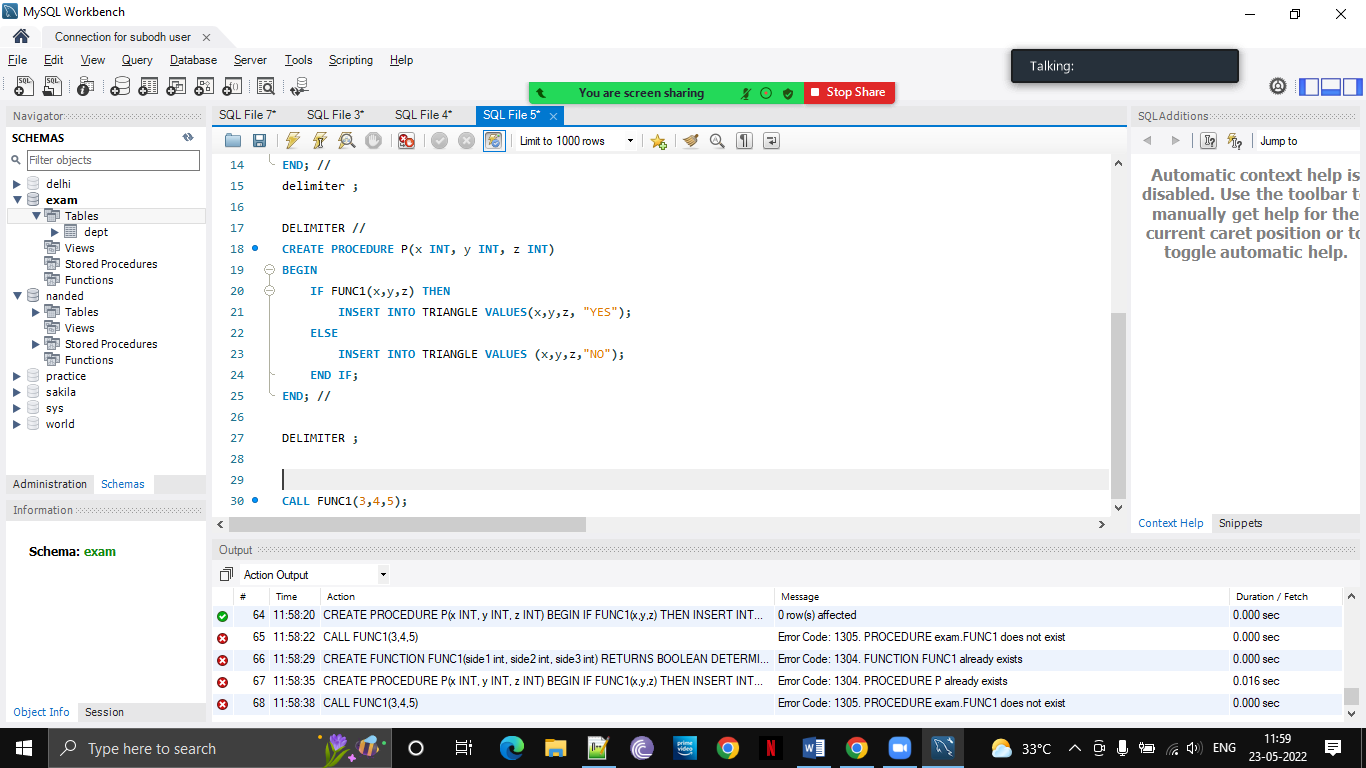 MySQL Workbench
Connection for subodh user
File Edit View Query Database Server Tools Scripting Help
Talking:
You are screen sharing
Stop Share
Navigator
SCHEMAS
Filter objects
delhi
exam
Tables
dept
Views
Stored Procedures
Functions
nanded
Tables
Views
Stored Procedures
Functions
practice
sakila
sys
world
Administration Schemas
Information
Schema: exam
Object Info Session
SQL File 7* SQL File 3* SQL File 4* SQL File 5*
Limit to 1000 rows
14 END; //
15 delimiter ;
16
17 DELIMITER //
18 CREATE PROCEDURE P(x INT, y INT, z INT)
19 BEGIN
20 IF FUNC1(x,y,z) THEN
21 INSERT INTO TRIANGLE VALUES(x,y,z, "YES");
22 ELSE
23 INSERT INTO TRIANGLE VALUES (x,y,z,"NO");
24 END IF;
25 END; //
26
27 DELIMITER ;
28
29
30 CALL FUNC1(3,4,5);
SQLAdditions
Jump to
Automatic context help is
disabled. Use the toolbar
manually get help for the
current caret position or
toggle automatic help.
Context Help Snippets
Output
Action Output
# Time Action Message Duration / Fetch
64 11:58:20 CREATE PROCEDURE P(x INT, y INT, z INT) BEGIN IF FUNC1(x,y,z) THEN INSERT INT... 0 row(s) affected 0.000 sec
65 11:58:22 CALL FUNC1(3,4,5) Error Code: 1305. PROCEDURE exam.FUNC1 does not exist 0.000 sec
66 11:58:29 CREATE FUNCTION FUNC1(side1 int, side2 int, side3 int) RETURNS BOOLEAN DETERMI... Error Code: 1304. FUNCTION FUNC1 already exists 0.000 sec
67 11:58:35 CREATE PROCEDURE P(x INT, y INT, z INT) BEGIN IF FUNC1(x,y,z) THEN INSERT INT... Error Code: 1304. PROCEDURE P already exists 0.016 sec
68 11:58:38 CALL FUNC1(3,4,5) Error Code: 1305. PROCEDURE exam.FUNC1 does not exist 0.000 sec
Type here to search
prime video
33°C
ENG
11:59
23-05-2022